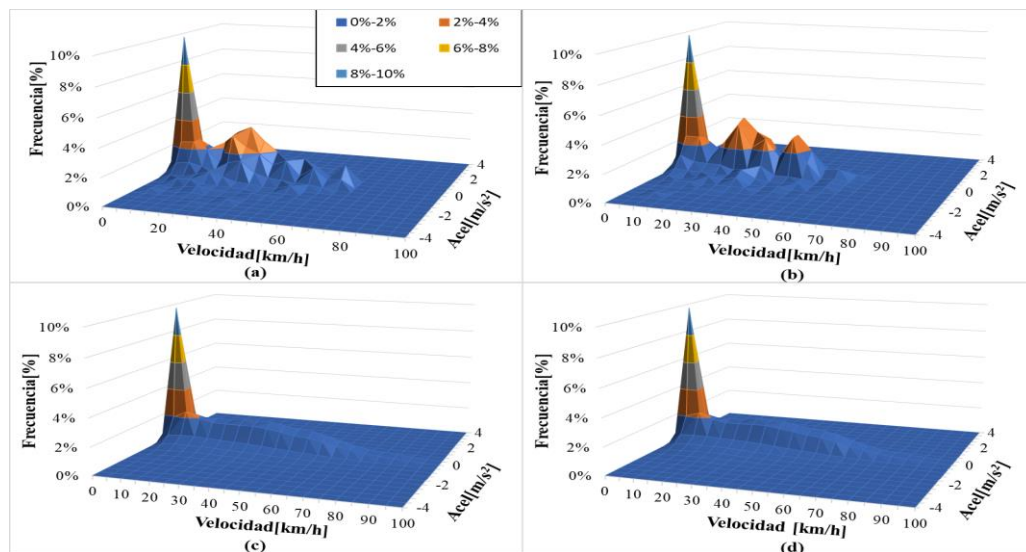 0%-2% 2%-4%
4%-6% 6%-8%
8%-10%
Frecuencia[%]
10%
8%
6%
4%
2%
0%
0 20 40 60 80 100
Velocidad[km/h]
4
2
0
-2
-4
Acel[m/s²]
(a)
Frecuencia[%]
10%
8%
6%
4%
2%
0%
0 10 20 30 40 50 60 70 80 90 100
Velocidad[km/h]
4
2
0
-2
-4
Acel[m/s²]
(b)
Frecuencia[%]
10%
8%
6%
4%
2%
0%
0 10 20 30 40 50 60 70 80 90 100
Velocidad[km/h]
4
2
0
-2
-4
Acel[m/s²]
(c)
Frecuencia[%]
10%
8%
6%
4%
2%
0%
0 10 20 30 40 50 60 70 80 90 100
Velocidad [km/h]
4
2
0
-2
-4
Acel[m/s²]
(d)